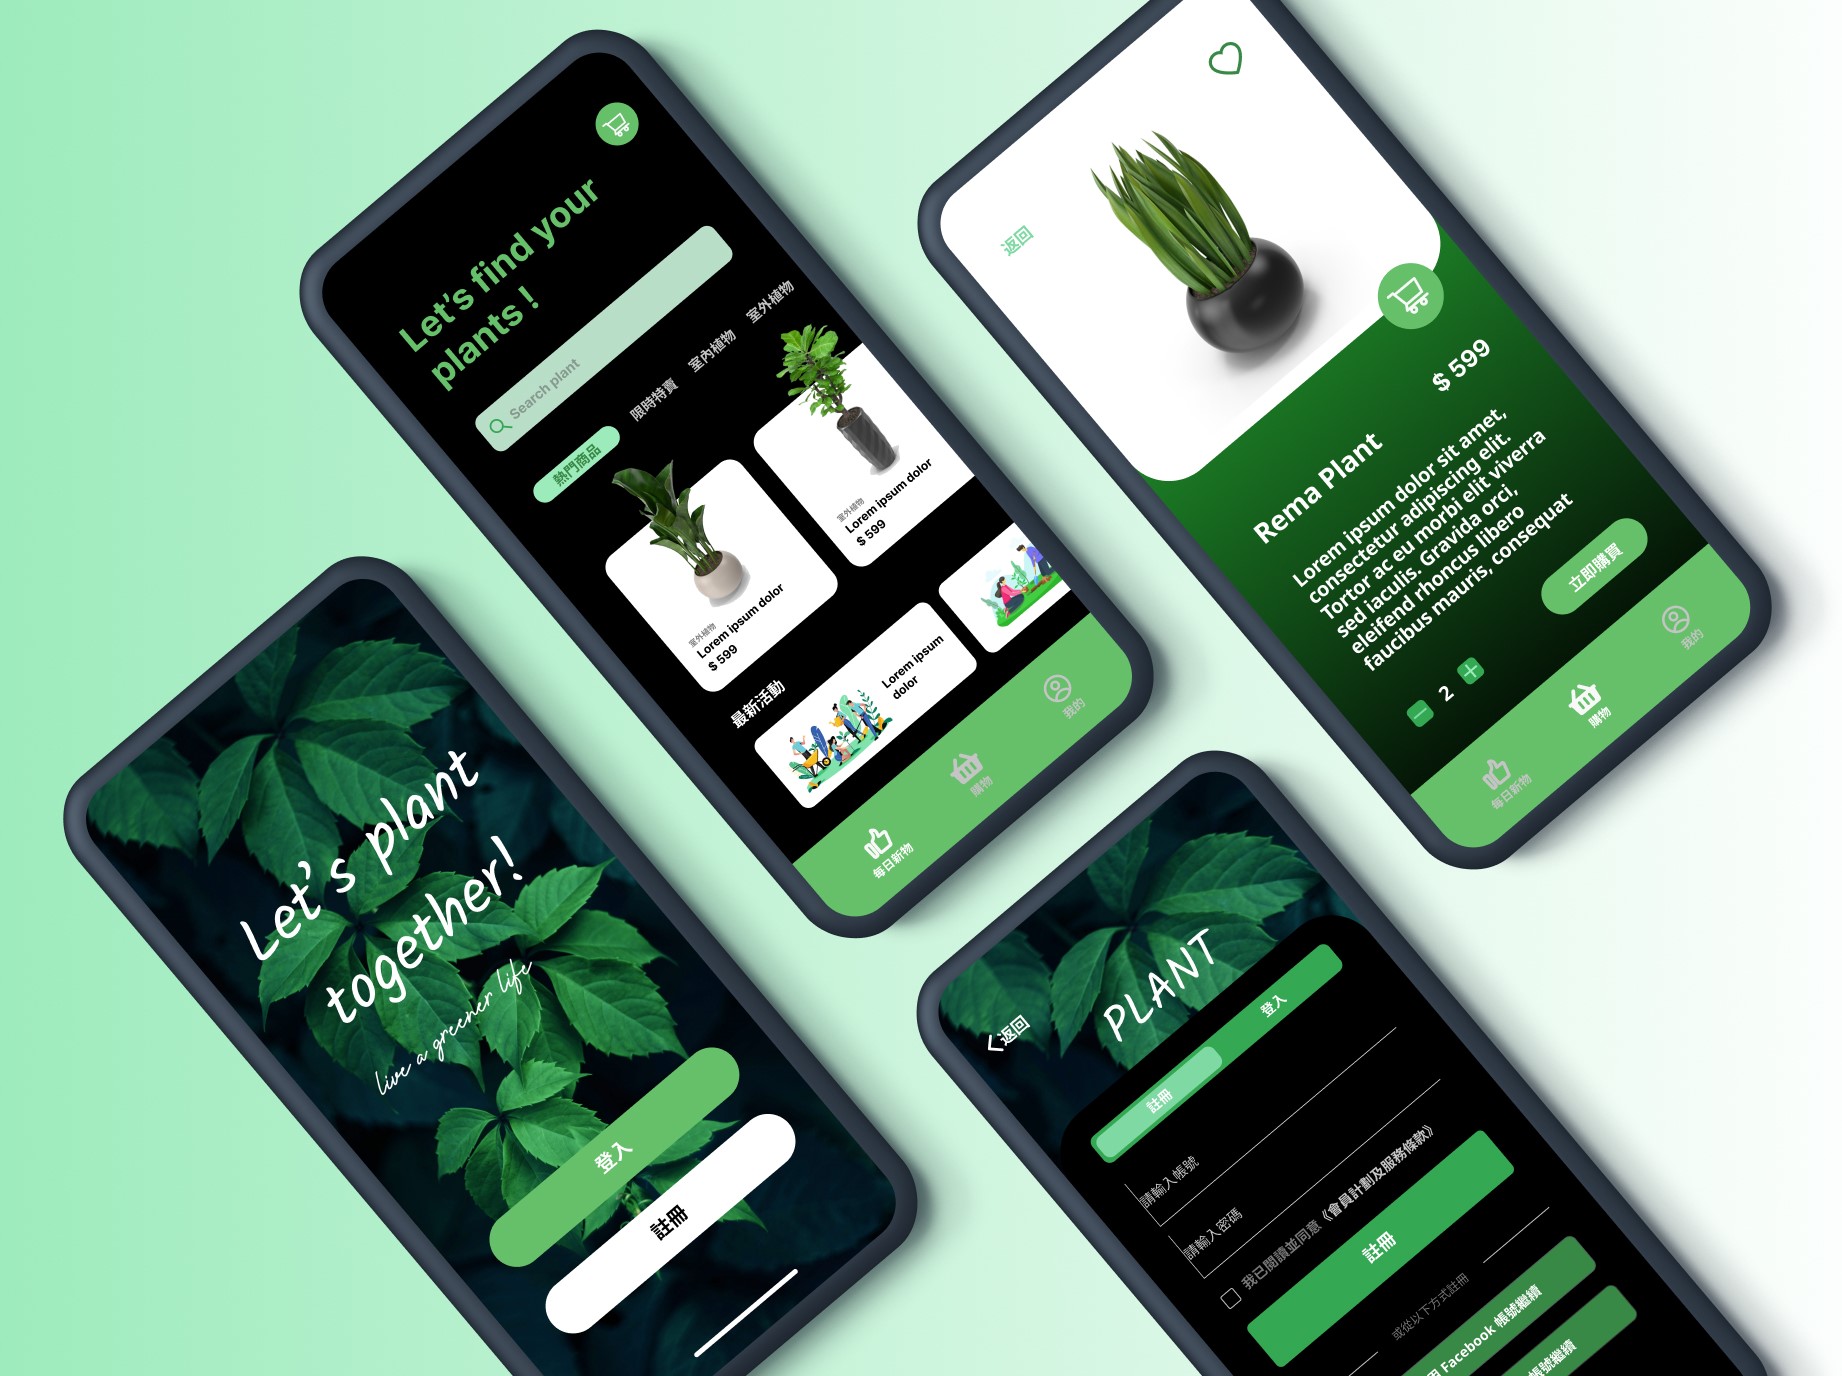 Let's find your
plants !
Search plant
熱門商品
限時特賣
室內植物
室外植物
室外植物
Lorem ipsum dolor
$ 599
室外植物
Lorem ipsum dolor
$ 599
最新活動
Lorem ipsum
dolor
每日新物
購物
我的
返回
$ 599
Rema Plant
Lorem ipsum dolor sit amet,
consectetur adipiscing elit.
Tortor ac eu morbi elit viverra
sed iaculis. Gravida orci,
eleifend rhoncus libero
faucibus mauris, consequat
2
立即購買
每日新物
購物
我的
Let's plant
together!
live a greener life
登入
註冊
返回
PLANT
註冊
登入
請輸入帳號
請輸入密碼
我已閱讀並同意《會員計劃及服務條款》
註冊
或從以下方式註冊
用 Facebook 帳號繼續
帳號繼續